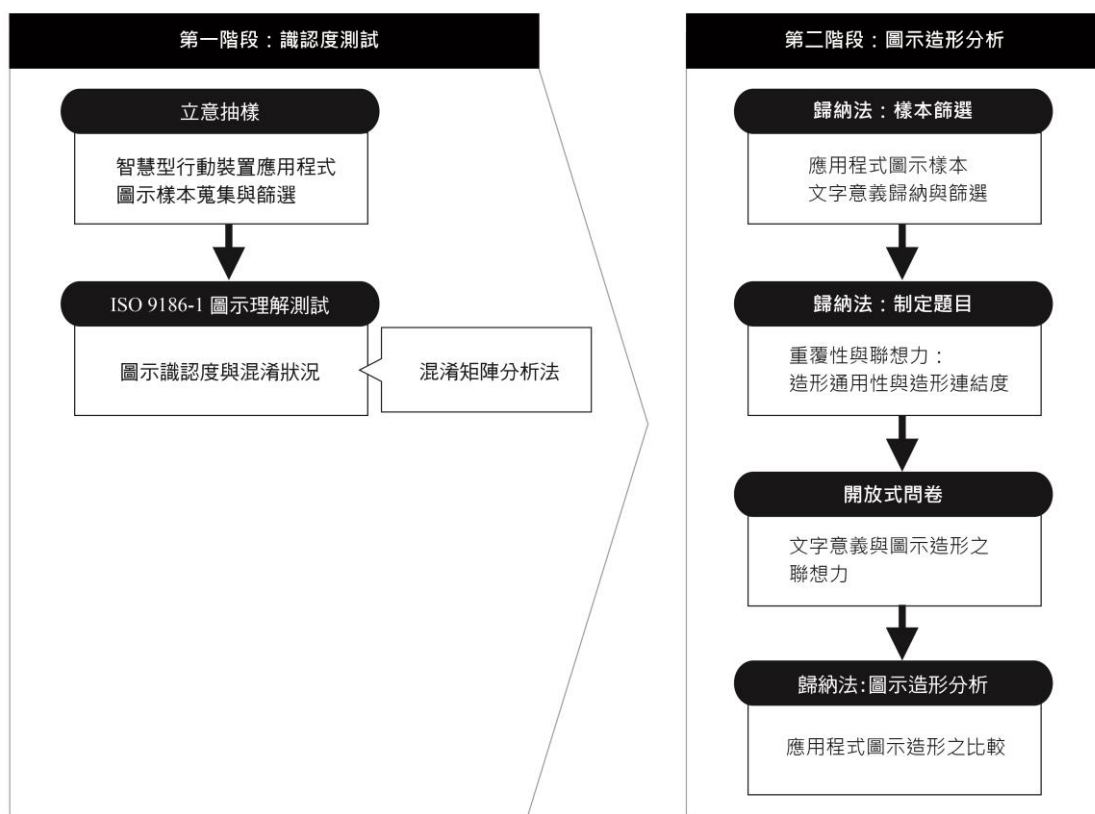 第一階段：識認度測試
立意抽樣
智慧型行動裝置應用程式
圖示樣本蒐集與篩選
ISO 9186-1 圖示理解測試
圖示識認度與混淆狀況
混淆矩陣分析法
第二階段：圖示造形分析
歸納法：樣本篩選
應用程式圖示樣本
文字意義歸納與篩選
歸納法：制定題目
重覆性與聯想力：
造形通用性與造形連結度
開放式問卷
文字意義與圖示造形之
聯想力
歸納法:圖示造形分析
應用程式圖示造形之比較